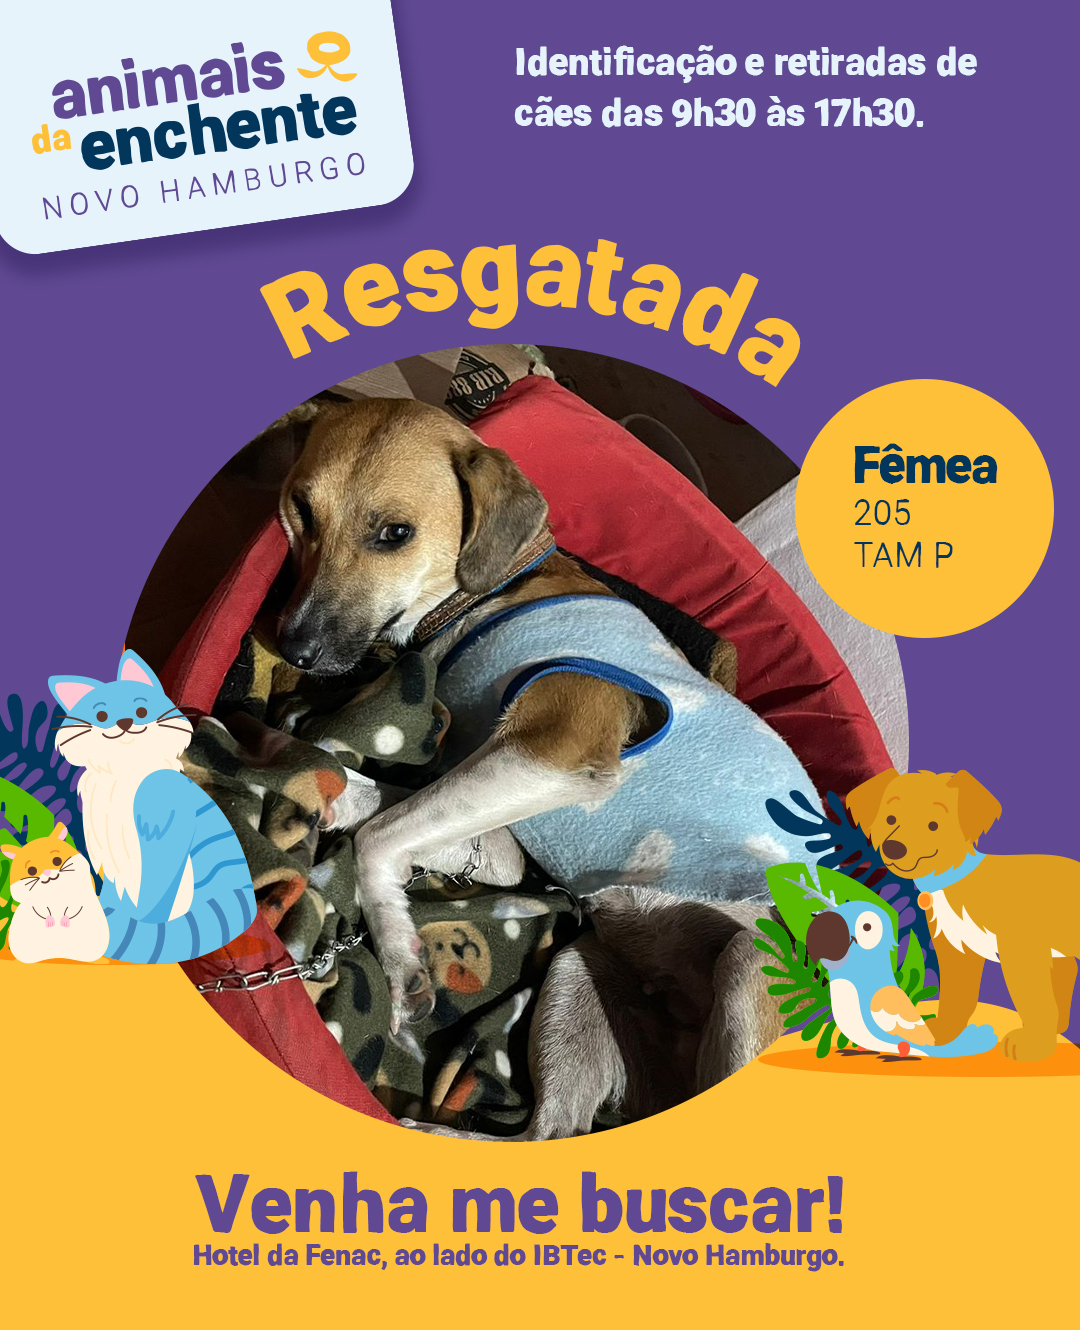 animais
da enchente
NOVO HAMBURGO
Identificação e retiradas de
cães das 9h30 às 17h30.
Resgatada
Fêmea
205
TAM P
Venha me buscar!
Hotel da Fenac, ao lado do IBTec - Novo Hamburgo.